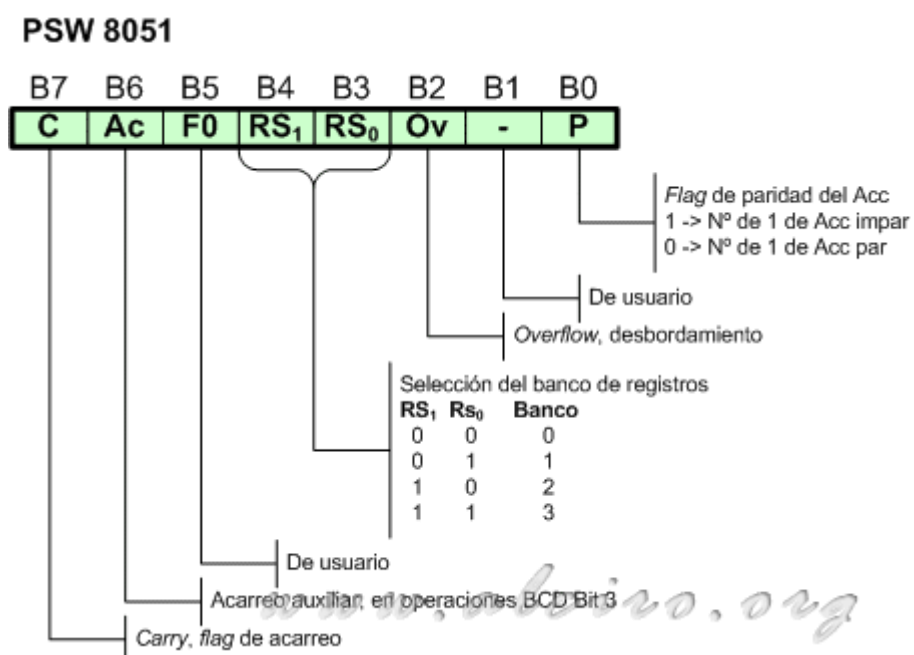 PSW 8051
B7 B6 B5 B4 B3 B2 B1 B0
C Ac F0 RS₁ RS₀ Ov - P
Flag de paridad del Acc
1 -> Nº de 1 de Acc impar
0 -> Nº de 1 de Acc par
De usuario
Overflow, desbordamiento
Selección del banco de registros
RS₁ Rs₀ Banco
0 0 0
0 1 1
1 0 2
1 1 3
De usuario
Acarreo auxiliar, en operaciones BCD Bit 3
Carry, flag de acarreo